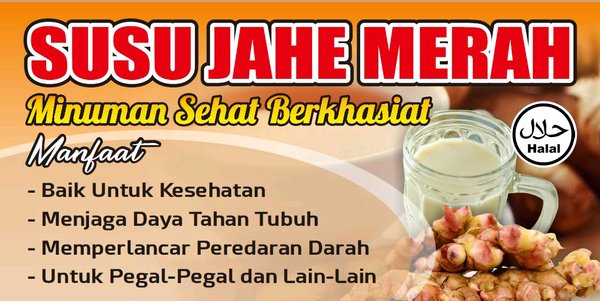 SUSU JAHE MERAH
Minuman Sehat Berkhasiat
Manfaat
- Baik Untuk Kesehatan
- Menjaga Daya Tahan Tubuh
- Memperlancar Peredaran Darah
- Untuk Pegal-Pegal dan Lain-Lain
حلال
Halal